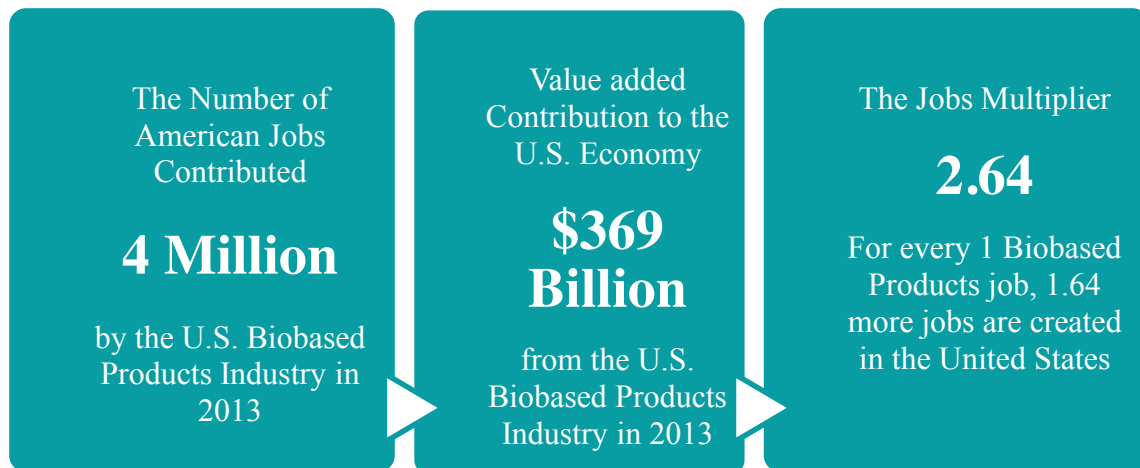 The Number of
American Jobs
Contributed
4 Million
by the U.S. Biobased
Products Industry in
2013
Value added
Contribution to the
U.S. Economy
$369
Billion
from the U.S.
Biobased Products
Industry in 2013
The Jobs Multiplier
2.64
For every 1 Biobased
Products job, 1.64
more jobs are created
in the United States